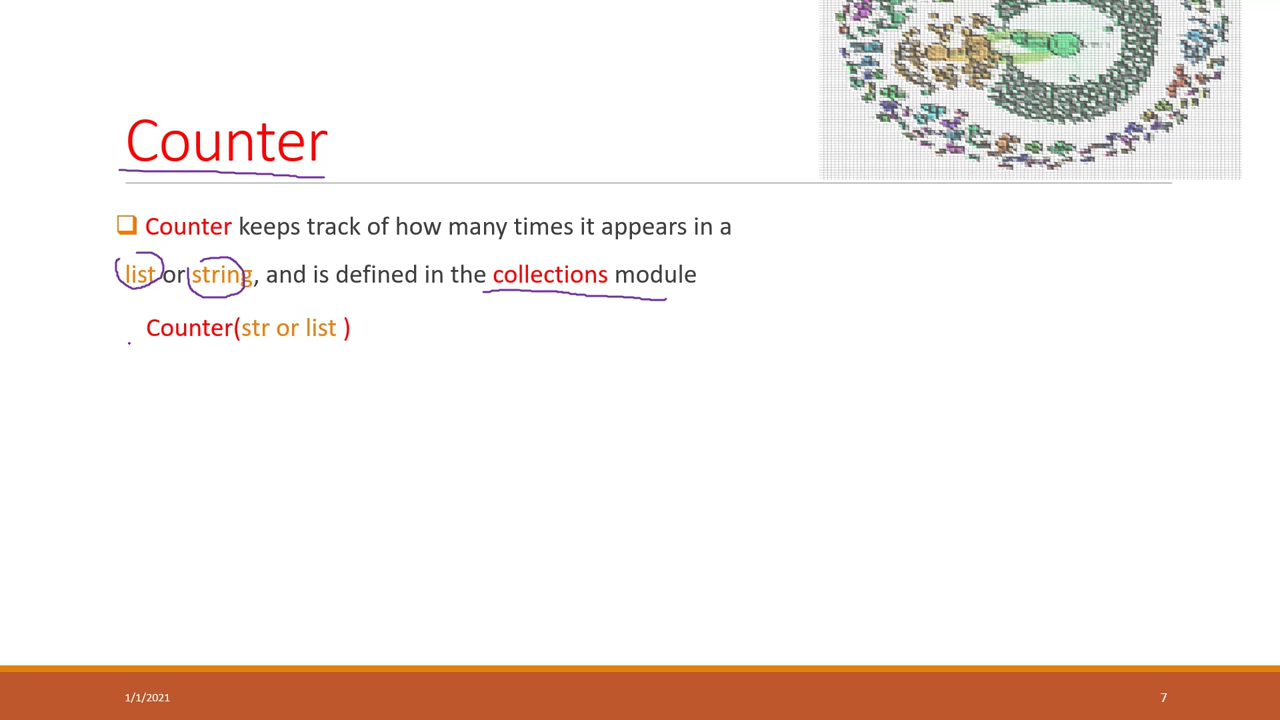 Counter
Counter keeps track of how many times it appears in a
list or string, and is defined in the collections module
Counter(str or list )
1/1/2021
7